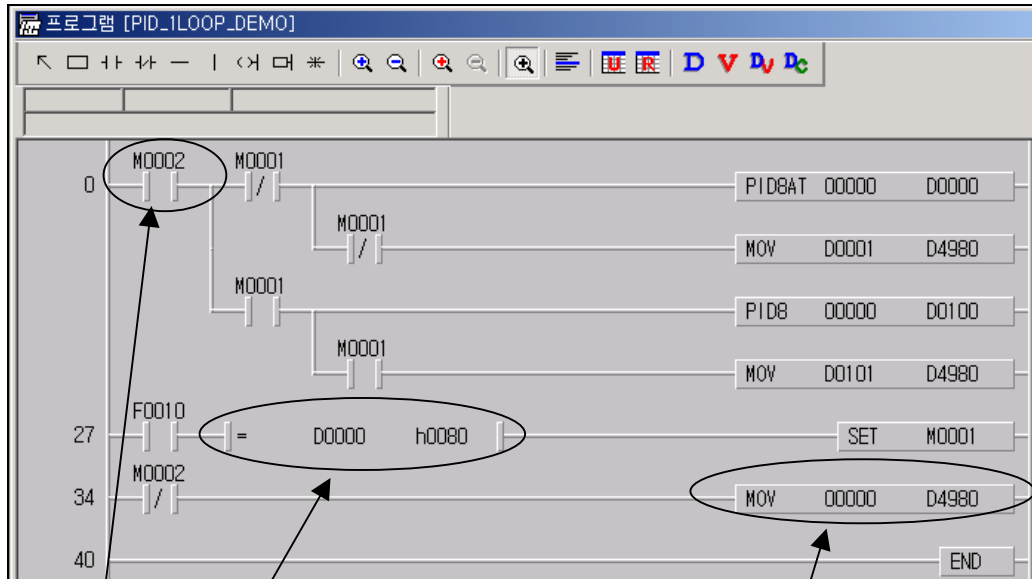 프로그램 [PID_1LOOP_DEMO]
U R D V DV DC
M0002 M0001
0 PID8AT 00000 D0000
M0001
MOV D0001 D4980
M0001
PID8 00000 D0100
M0001
MOV D0101 D4980
F0010
27 = D0000 h0080 SET M0001
M0002
34 MOV 00000 D4980
40 END